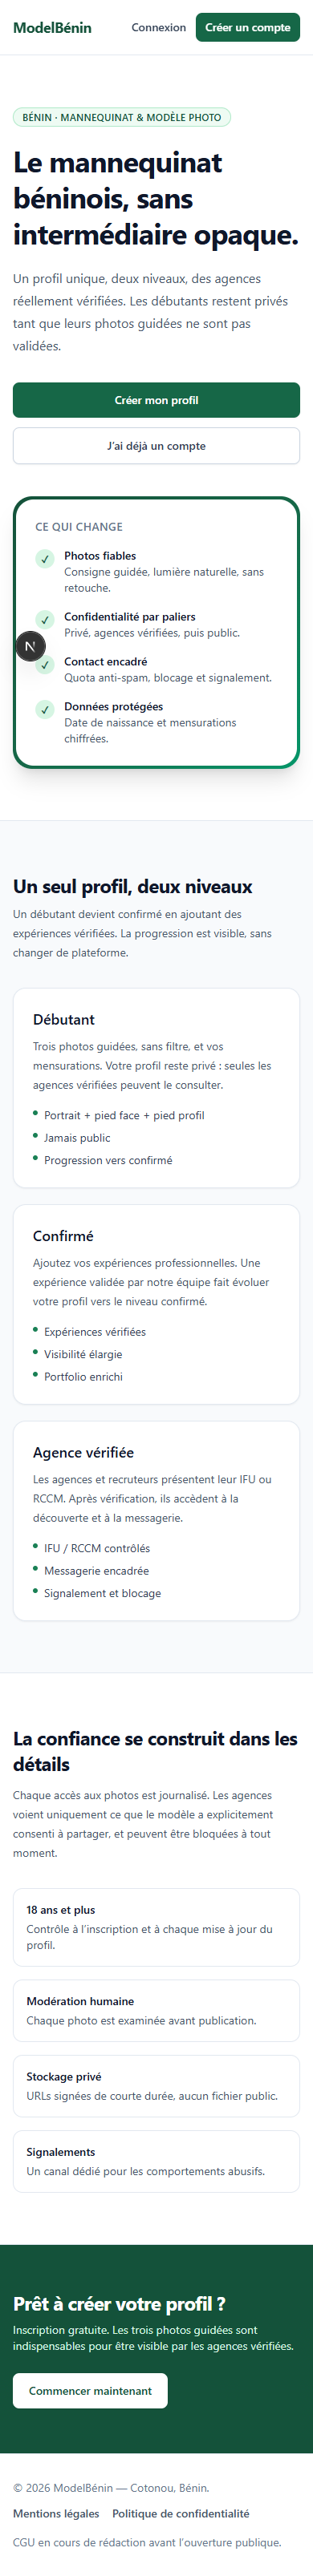 ModelBénin
Connexion
Créer un compte
BÉNIN · MANNEQUINAT & MODÈLE PHOTO
Le mannequinat
béninois, sans
intermédiaire opaque.
Un profil unique, deux niveaux, des agences
réellement vérifiées. Les débutants restent privés
tant que leurs photos guidées ne sont pas
validées.
Créer mon profil
J’ai déjà un compte
CE QUI CHANGE
✓ Photos fiables
Consigne guidée, lumière naturelle, sans
retouche.
✓ Confidentialité par paliers
Privé, agences vérifiées, puis public.
N
✓ Contact encadré
Quota anti-spam, blocage et signalement.
✓ Données protégées
Date de naissance et mensurations
chiffrées.
Un seul profil, deux niveaux
Un débutant devient confirmé en ajoutant des
expériences vérifiées. La progression est visible, sans
changer de plateforme.
Débutant
Trois photos guidées, sans filtre, et vos
mensurations. Votre profil reste privé : seules les
agences vérifiées peuvent le consulter.
• Portrait + pied face + pied profil
• Jamais public
• Progression vers confirmé
Confirmé
Ajoutez vos expériences professionnelles. Une
expérience validée par notre équipe fait évoluer
votre profil vers le niveau confirmé.
• Expériences vérifiées
• Visibilité élargie
• Portfolio enrichi
Agence vérifiée
Les agences et recruteurs présentent leur IFU ou
RCCM. Après vérification, ils accèdent à la
découverte et à la messagerie.
• IFU / RCCM contrôlés
• Messagerie encadrée
• Signalement et blocage
La confiance se construit dans les
détails
Chaque accès aux photos est journalisé. Les agences
voient uniquement ce que le modèle a explicitement
consenti à partager, et peuvent être bloquées à tout
moment.
18 ans et plus
Contrôle à l’inscription et à chaque mise à jour du
profil.
Modération humaine
Chaque photo est examinée avant publication.
Stockage privé
URLs signées de courte durée, aucun fichier public.
Signalements
Un canal dédié pour les comportements abusifs.
Prêt à créer votre profil ?
Inscription gratuite. Les trois photos guidées sont
indispensables pour être visible par les agences vérifiées.
Commencer maintenant
© 2026 ModelBénin — Cotonou, Bénin.
Mentions légales
Politique de confidentialité
CGU en cours de rédaction avant l’ouverture publique.